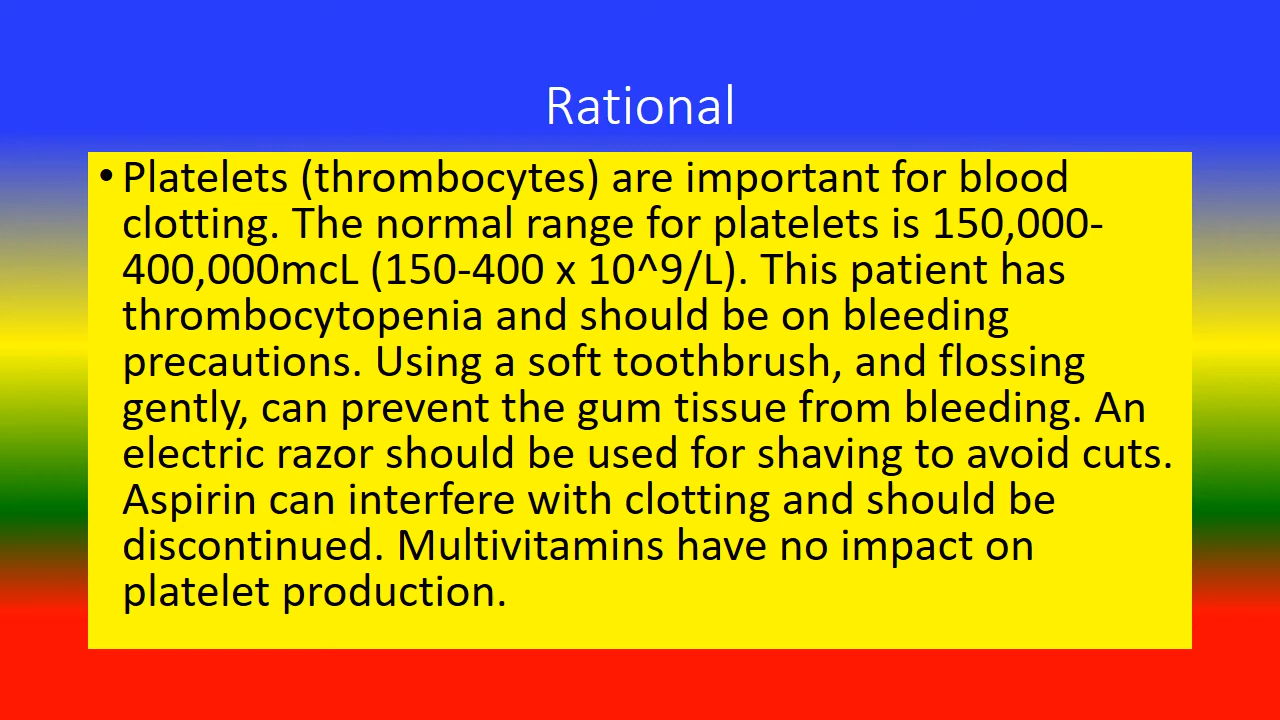 Rational
• Platelets (thrombocytes) are important for blood
clotting. The normal range for platelets is 150,000-
400,000mcL (150-400 x 10^9/L). This patient has
thrombocytopenia and should be on bleeding
precautions. Using a soft toothbrush, and flossing
gently, can prevent the gum tissue from bleeding. An
electric razor should be used for shaving to avoid cuts.
Aspirin can interfere with clotting and should be
discontinued. Multivitamins have no impact on
platelet production.